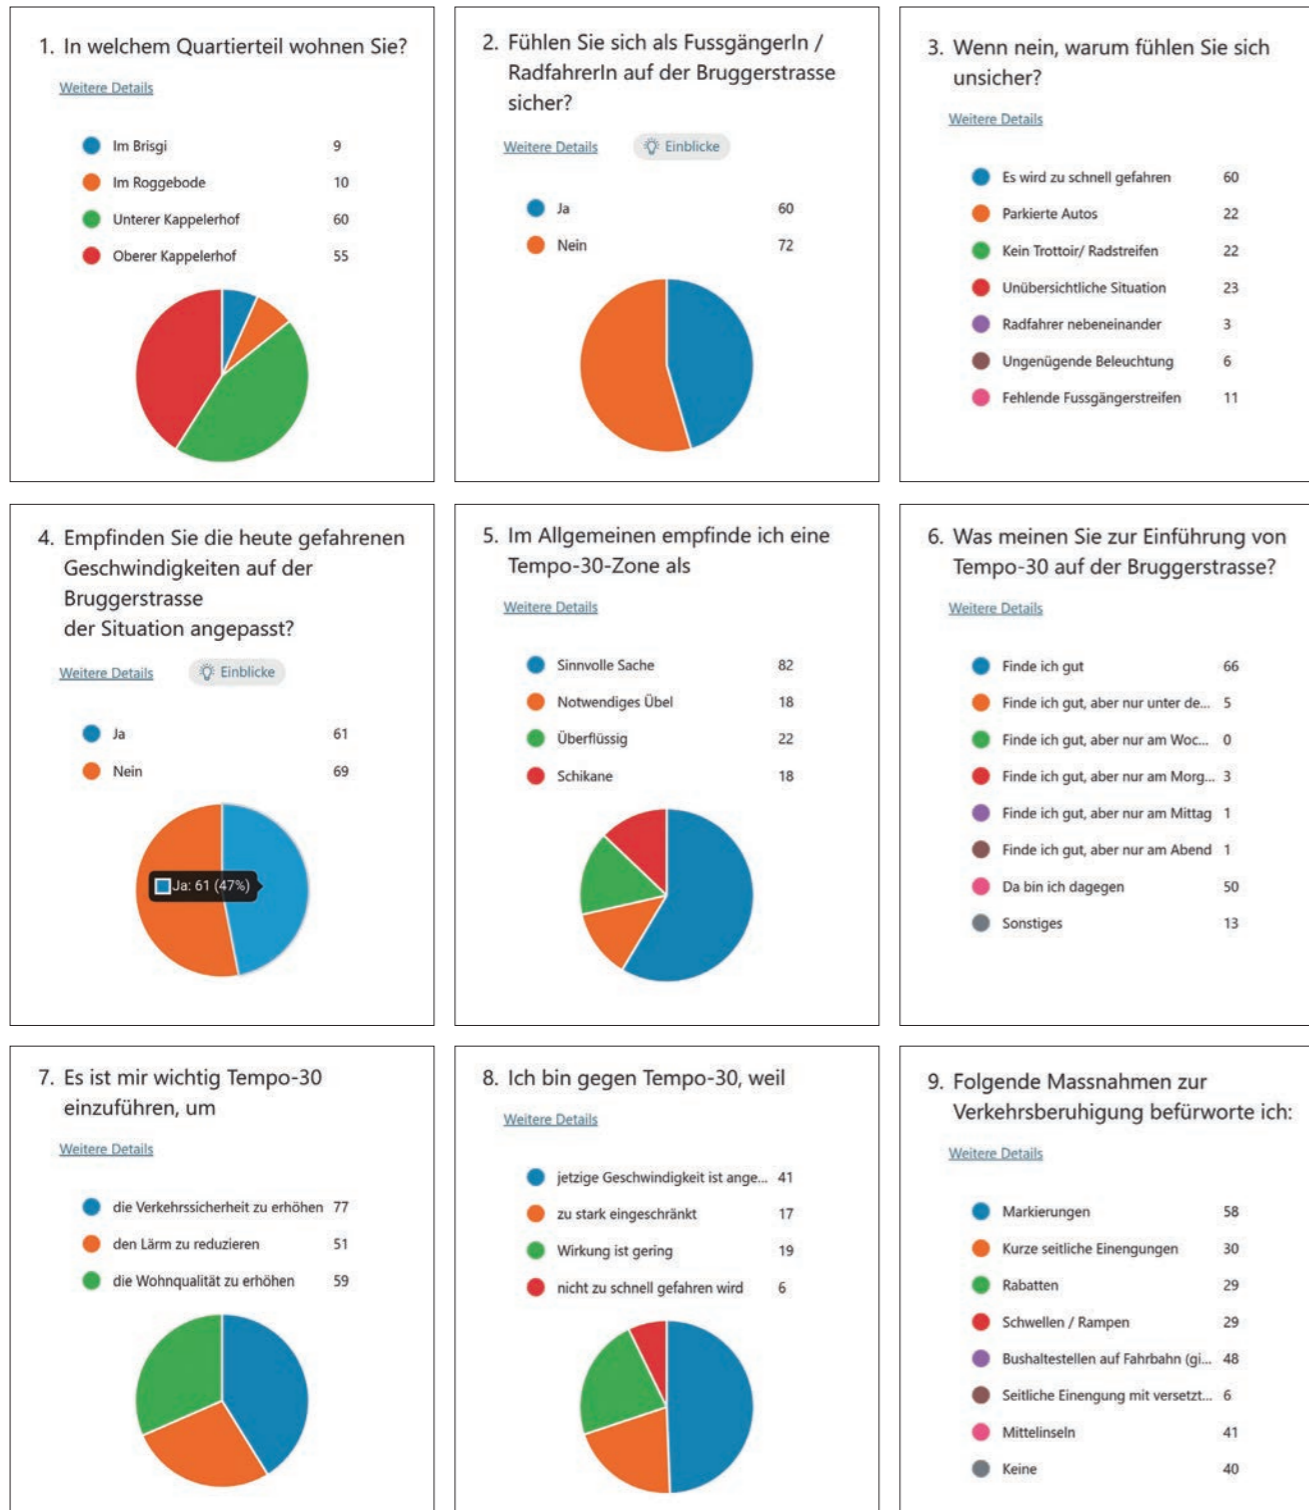 1. In welchem Quartierteil wohnen Sie?
Weitere Details
Im Brisgi 9
Im Roggebode 10
Unterer Kappelerhof 60
Oberer Kappelerhof 55
2. Fühlen Sie sich als FussgängerIn /
RadfahrerIn auf der Bruggerstrasse
sicher?
Weitere Details Einblicke
Ja 60
Nein 72
3. Wenn nein, warum fühlen Sie sich
unsicher?
Weitere Details
Es wird zu schnell gefahren 60
Parkierte Autos 22
Kein Trottoir/ Radstreifen 22
Unübersichtliche Situation 23
Radfahrer nebeneinander 3
Ungenügende Beleuchtung 6
Fehlende Fussgängerstreifen 11
4. Empfinden Sie die heute gefahrenen
Geschwindigkeiten auf der
Bruggerstrasse
der Situation angepasst?
Weitere Details Einblicke
Ja 61
Nein 69
Ja: 61 (47%)
5. Im Allgemeinen empfinde ich eine
Tempo-30-Zone als
Weitere Details
Sinnvolle Sache 82
Notwendiges Übel 18
Überflüssig 22
Schikane 18
6. Was meinen Sie zur Einführung von
Tempo-30 auf der Bruggerstrasse?
Weitere Details
Finde ich gut 66
Finde ich gut, aber nur unter de... 5
Finde ich gut, aber nur am Woc... 0
Finde ich gut, aber nur am Morg... 3
Finde ich gut, aber nur am Mittag 1
Finde ich gut, aber nur am Abend 1
Da bin ich dagegen 50
Sonstiges 13
7. Es ist mir wichtig Tempo-30
einzuführen, um
Weitere Details
die Verkehrssicherheit zu erhöhen 77
den Lärm zu reduzieren 51
die Wohnqualität zu erhöhen 59
8. Ich bin gegen Tempo-30, weil
Weitere Details
jetzige Geschwindigkeit ist ange... 41
zu stark eingeschränkt 17
Wirkung ist gering 19
nicht zu schnell gefahren wird 6
9. Folgende Massnahmen zur
Verkehrsberuhigung befürworte ich:
Weitere Details
Markierungen 58
Kurze seitliche Einengungen 30
Rabatten 29
Schwellen / Rampen 29
Bushaltestellen auf Fahrbahn (gi... 48
Seitliche Einengung mit versetzt... 6
Mittelinseln 41
Keine 40